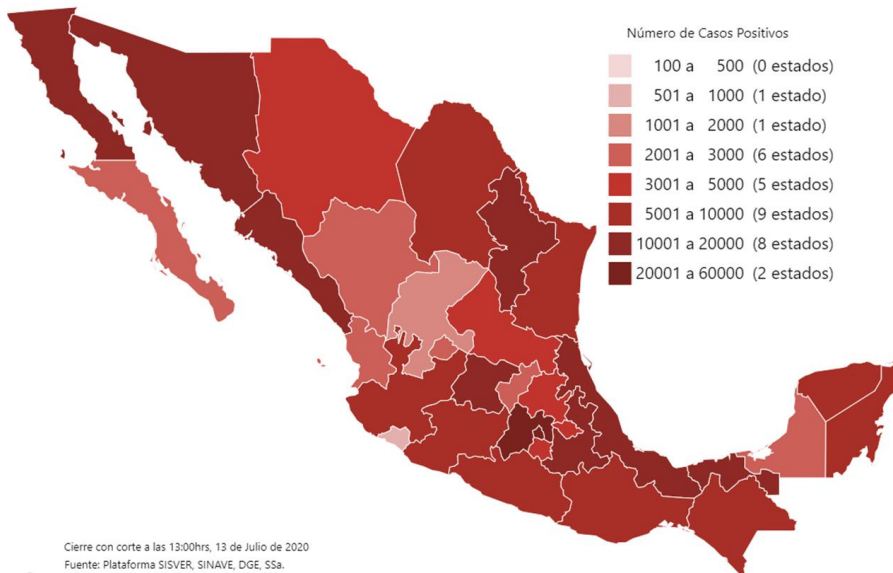 Número de Casos Positivos
100 a 500 (0 estados)
501 a 1000 (1 estado)
1001 a 2000 (1 estado)
2001 a 3000 (6 estados)
3001 a 5000 (5 estados)
5001 a 10000 (9 estados)
10001 a 20000 (8 estados)
20001 a 60000 (2 estados)
Cierre con corte a las 13:00hrs, 13 de Julio de 2020
Fuente: Plataforma SISVER, SINAVE, DGE, SSa.